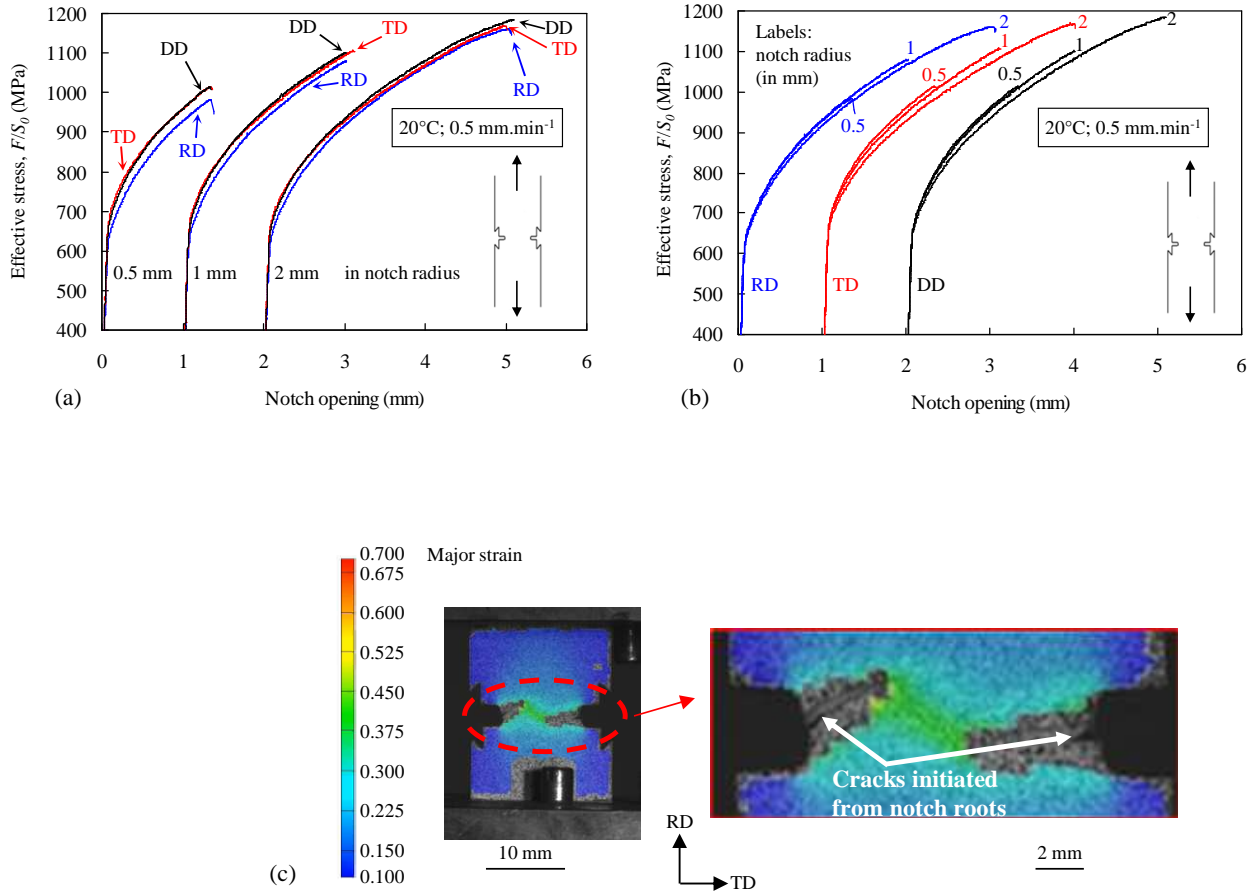 Effective stress, F/S0 (MPa)
1200
1100
1000
900
800
700
600
500
400
DD
TD
DD
TD
RD
DD
TD
RD
DD
TD
RD
20°C; 0.5 mm.min-1
0.5 mm
1 mm
2 mm
in notch radius
0
1
2
3
4
5
6
(a)
Notch opening (mm)
Effective stress, F/S0 (MPa)
1200
1100
1000
900
800
700
600
500
400
Labels:
notch radius
(in mm)
2
1
0.5
2
1
0.5
2
1
0.5
20°C; 0.5 mm.min-1
RD
TD
DD
0
1
2
3
4
5
6
(b)
Notch opening (mm)
0.700
0.675
0.600
0.525
0.450
0.375
0.300
0.225
0.175
0.100
Major strain
Cracks initiated
from notch roots
(c)
10 mm
RD
TD
2 mm